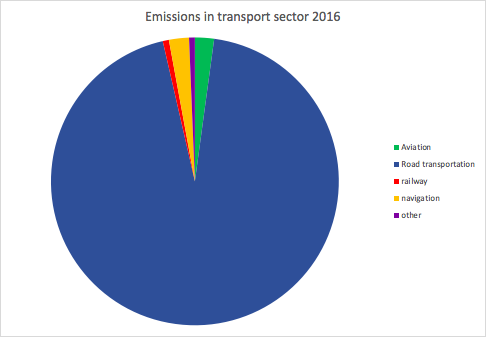 Emissions in transport sector 2016
Aviation
Road transportation
railway
navigation
other